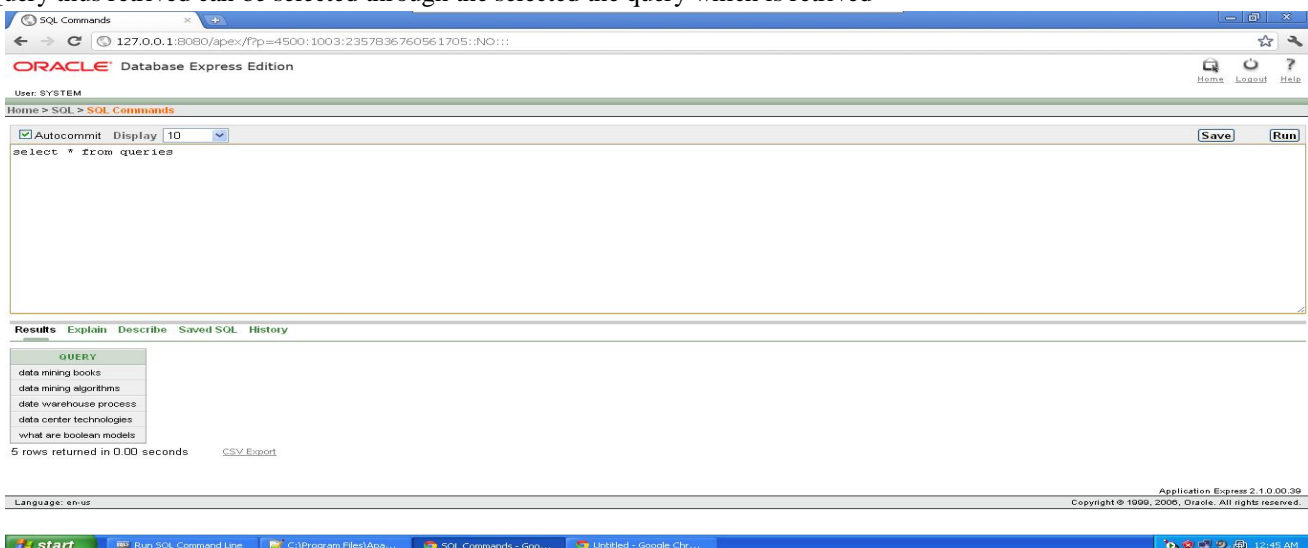 query thus retrived can be selected through the selected the query which is retrived
SQL Commands
127.0.0.1:8080/apex/f?p=4500:1003:2357836760561705::NO:::
ORACLE Database Express Edition
Home Logout Help
User: SYSTEM
Home > SQL > SQL Commands
Autocommit Display 10
Save Run
select * from queries
Results Explain Describe Saved SQL History
QUERY
data mining books
data mining algorithms
date warehouse process
data center technologies
what are boolean models
5 rows returned in 0.00 seconds CSV Export
Application Express 2.1.0.00.39
Language: en-us Copyright © 1999, 2006, Oracle. All rights reserved.
start Run SQL Command Line C:\Program Files\Apa... SQL Commands - Goo... Untitled - Google Chr... 12:45 AM